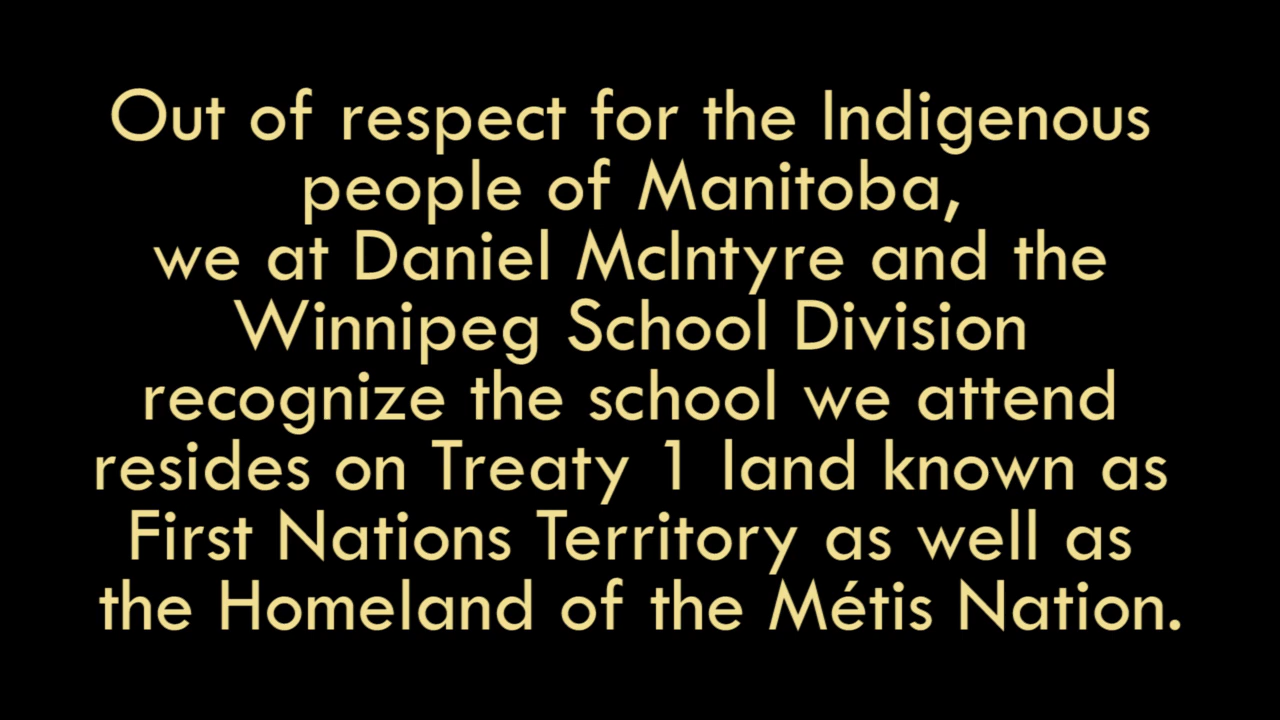 Out of respect for the Indigenous
people of Manitoba,
we at Daniel McIntyre and the
Winnipeg School Division
recognize the school we attend
resides on Treaty 1 land known as
First Nations Territory as well as
the Homeland of the Métis Nation.